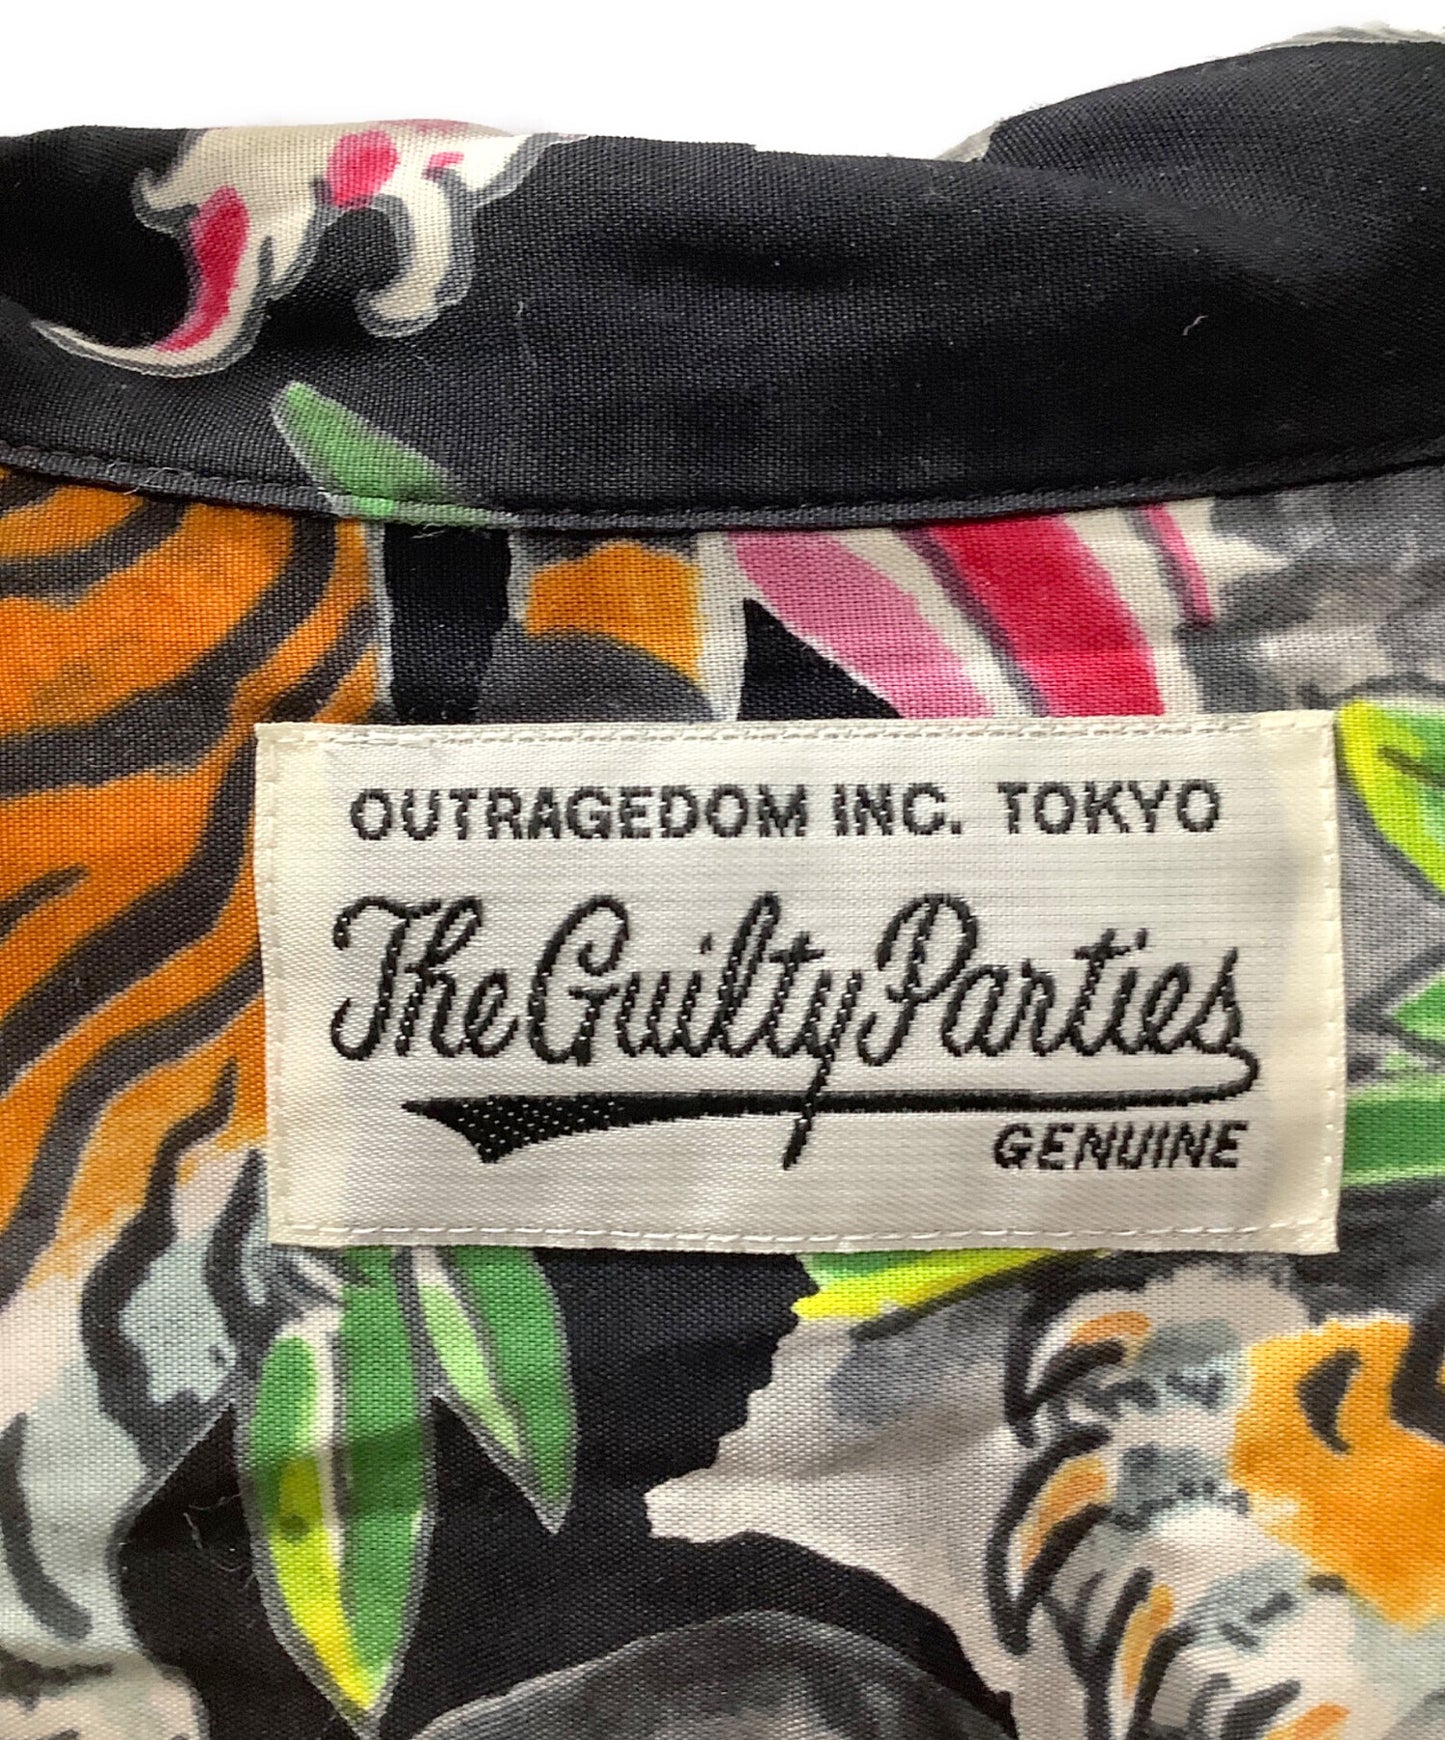 OUTRAGEDOM INC. TOKYO
The Guilty Parties
GENUINE